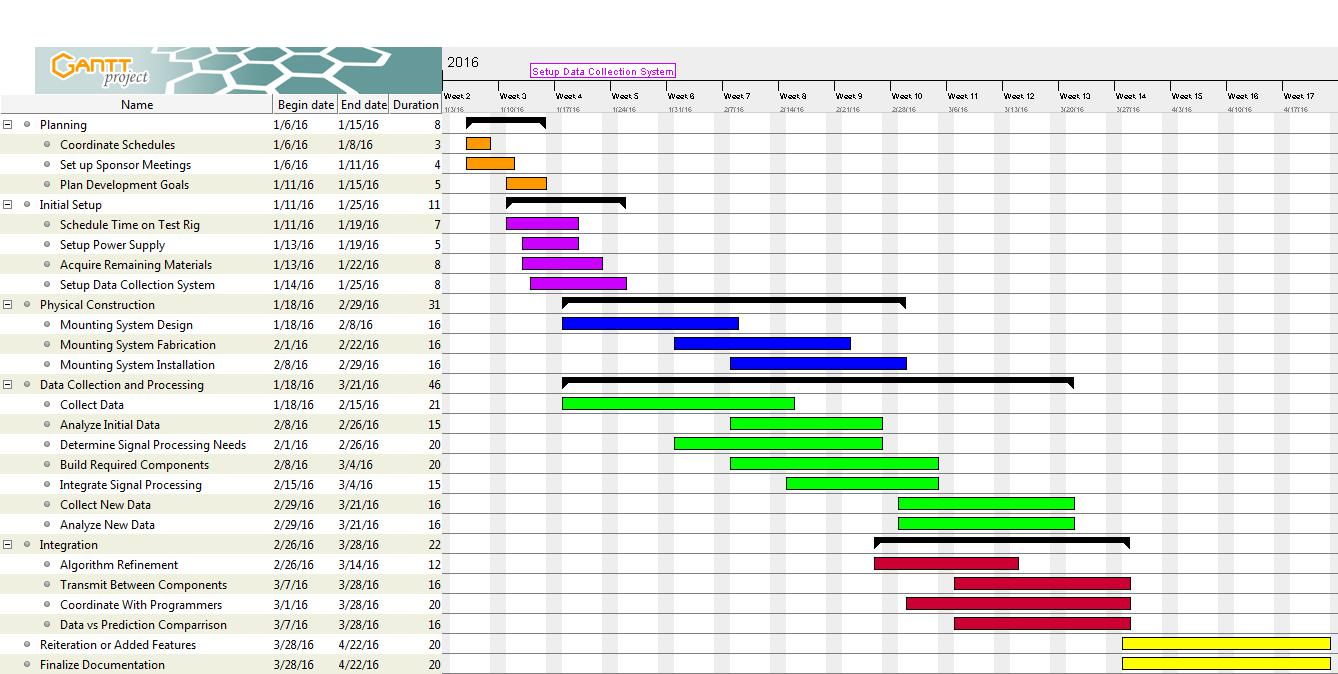 GANTT
project
2016
Setup Data Collection System
Week 2 Week 3 Week 4 Week 5 Week 6 Week 7 Week 8 Week 9 Week 10 Week 11 Week 12 Week 13 Week 14 Week 15 Week 16 Week 17
1/3/16 1/10/16 1/17/16 1/24/16 1/31/16 2/7/16 2/14/16 2/21/16 2/28/16 3/6/16 3/13/16 3/20/16 3/27/16 4/3/16 4/10/16 4/17/16
Name Begin date End date Duration
Planning 1/6/16 1/15/16 8
Coordinate Schedules 1/6/16 1/8/16 3
Set up Sponsor Meetings 1/6/16 1/11/16 4
Plan Development Goals 1/11/16 1/15/16 5
Initial Setup 1/11/16 1/25/16 11
Schedule Time on Test Rig 1/11/16 1/19/16 7
Setup Power Supply 1/13/16 1/19/16 5
Acquire Remaining Materials 1/13/16 1/22/16 8
Setup Data Collection System 1/14/16 1/25/16 8
Physical Construction 1/18/16 2/29/16 31
Mounting System Design 1/18/16 2/8/16 16
Mounting System Fabrication 2/1/16 2/22/16 16
Mounting System Installation 2/8/16 2/29/16 16
Data Collection and Processing 1/18/16 3/21/16 46
Collect Data 1/18/16 2/15/16 21
Analyze Initial Data 2/8/16 2/26/16 15
Determine Signal Processing Needs 2/1/16 2/26/16 20
Build Required Components 2/8/16 3/4/16 20
Integrate Signal Processing 2/15/16 3/4/16 15
Collect New Data 2/29/16 3/21/16 16
Analyze New Data 2/29/16 3/21/16 16
Integration 2/26/16 3/28/16 22
Algorithm Refinement 2/26/16 3/14/16 12
Transmit Between Components 3/7/16 3/28/16 16
Coordinate With Programmers 3/1/16 3/28/16 20
Data vs Prediction Comparrison 3/7/16 3/28/16 16
Reiteration or Added Features 3/28/16 4/22/16 20
Finalize Documentation 3/28/16 4/22/16 20